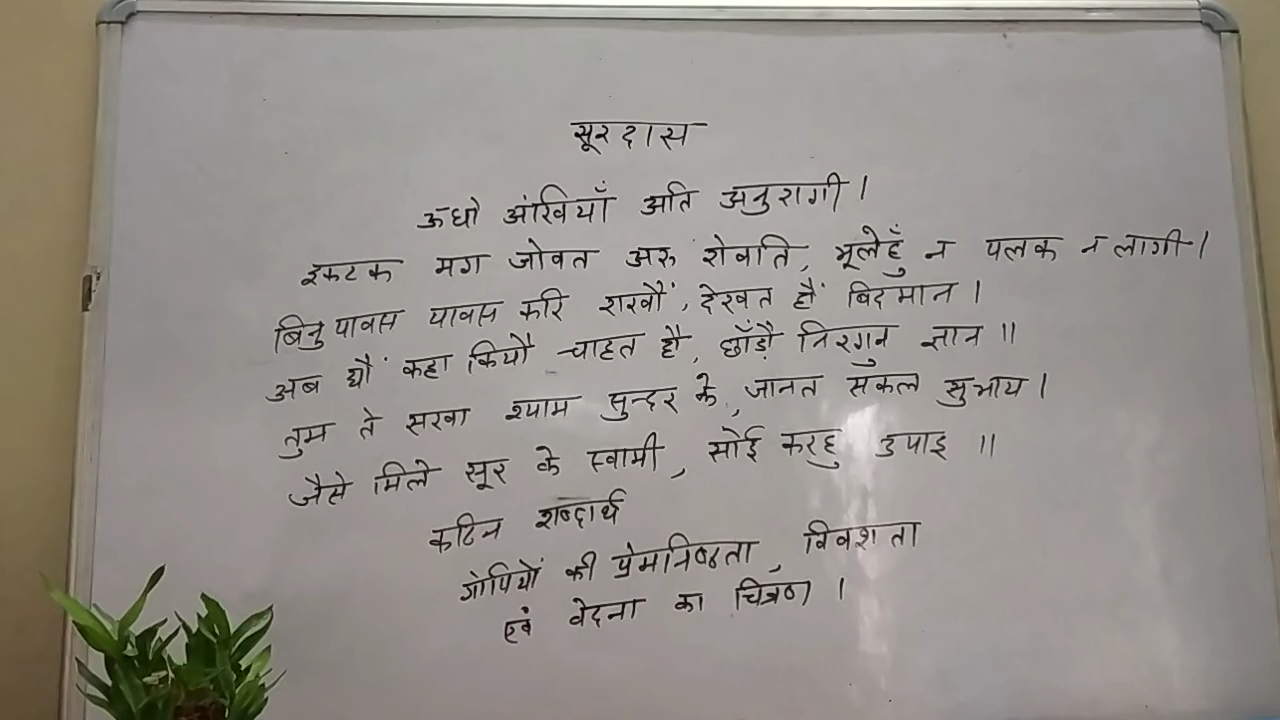 सूरदास
ऊधो अंखियाँ अति अनुरागी।
इकटक मग जोवत अरु रोवति, भूलेहुँ न पलक न लागी।
बिनु पावस पावस करि राखौं, देखत हौं बिदमान।
अब धौं कहा कियौ चाहत हौ, छाँड़ौ निरगुन ज्ञान॥
तुम ते सखा श्याम सुन्दर के, जानत सकल सुभाय।
जैसे मिले सूर के स्वामी, सोई करहु उपाइ॥
कठिन शब्दार्थ
गोपियों की प्रेमनिष्ठता, विवशता
एवं वेदना का चित्रण।